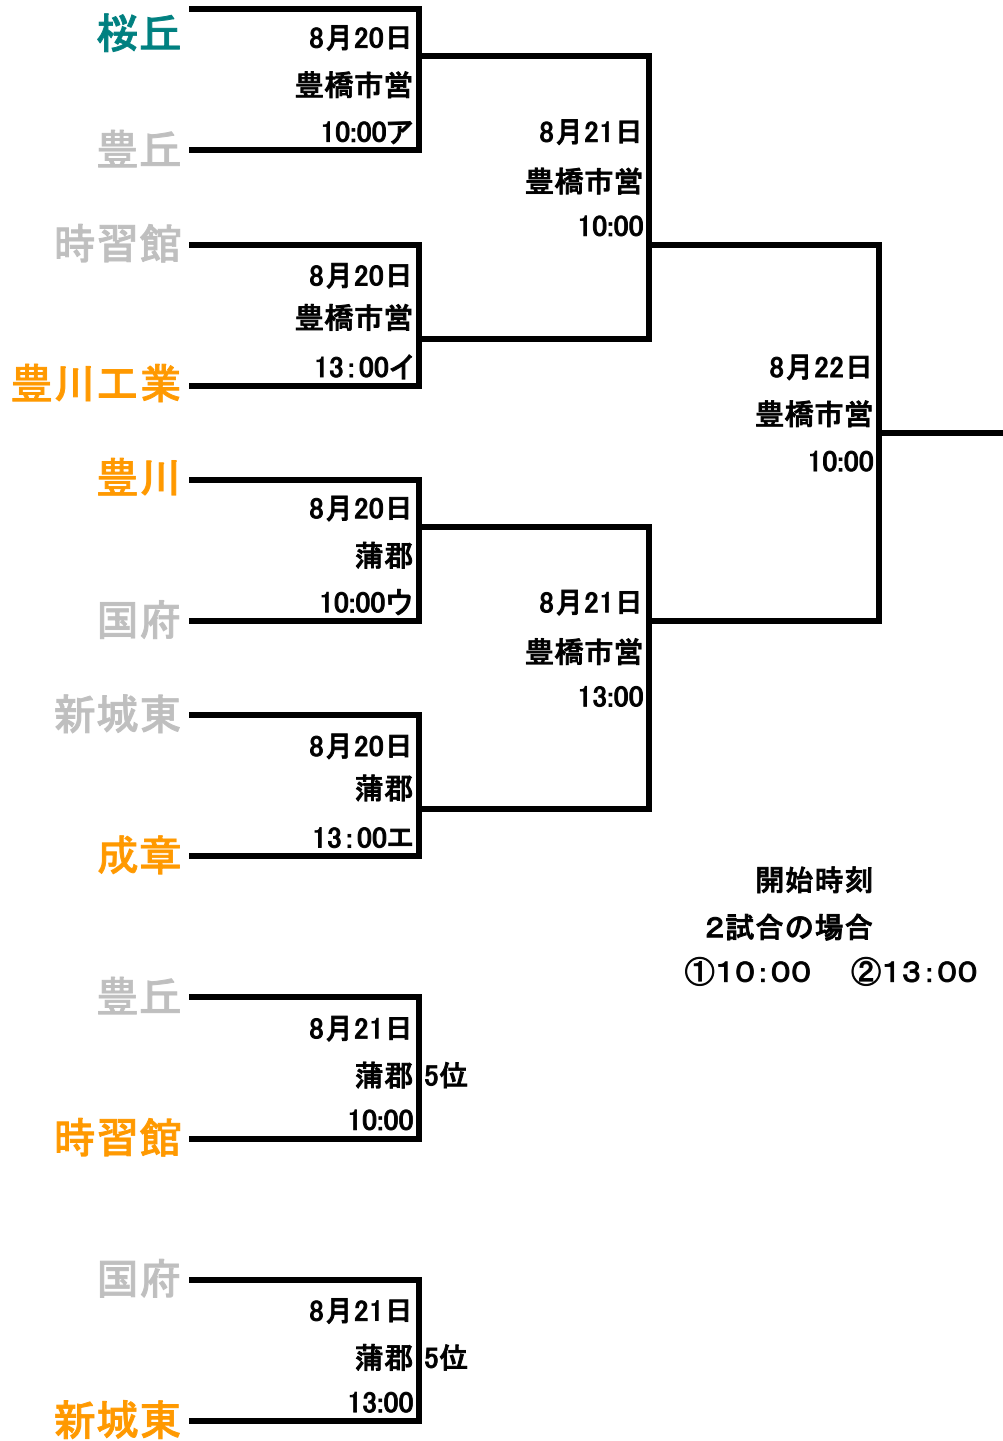 桜丘
8月20日
豊橋市営
10:00ア
豊丘
8月21日
豊橋市営
10:00
時習館
8月20日
豊橋市営
13:00イ
豊川工業
8月22日
豊橋市営
10:00
豊川
8月20日
蒲郡
10:00ウ
国府
8月21日
豊橋市営
13:00
新城東
8月20日
蒲郡
13:00エ
成章
開始時刻
2試合の場合
①10:00 ②13:00
豊丘
8月21日
蒲郡 5位
10:00
時習館
国府
8月21日
蒲郡 5位
13:00
新城東